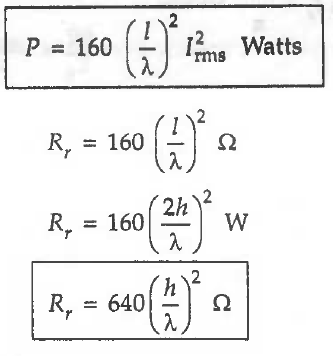 P = 160 (l/λ)² I²rms Watts
Rr = 160 (l/λ)² Ω
Rr = 160 (2h/λ)² W
Rr = 640 (h/λ)² Ω